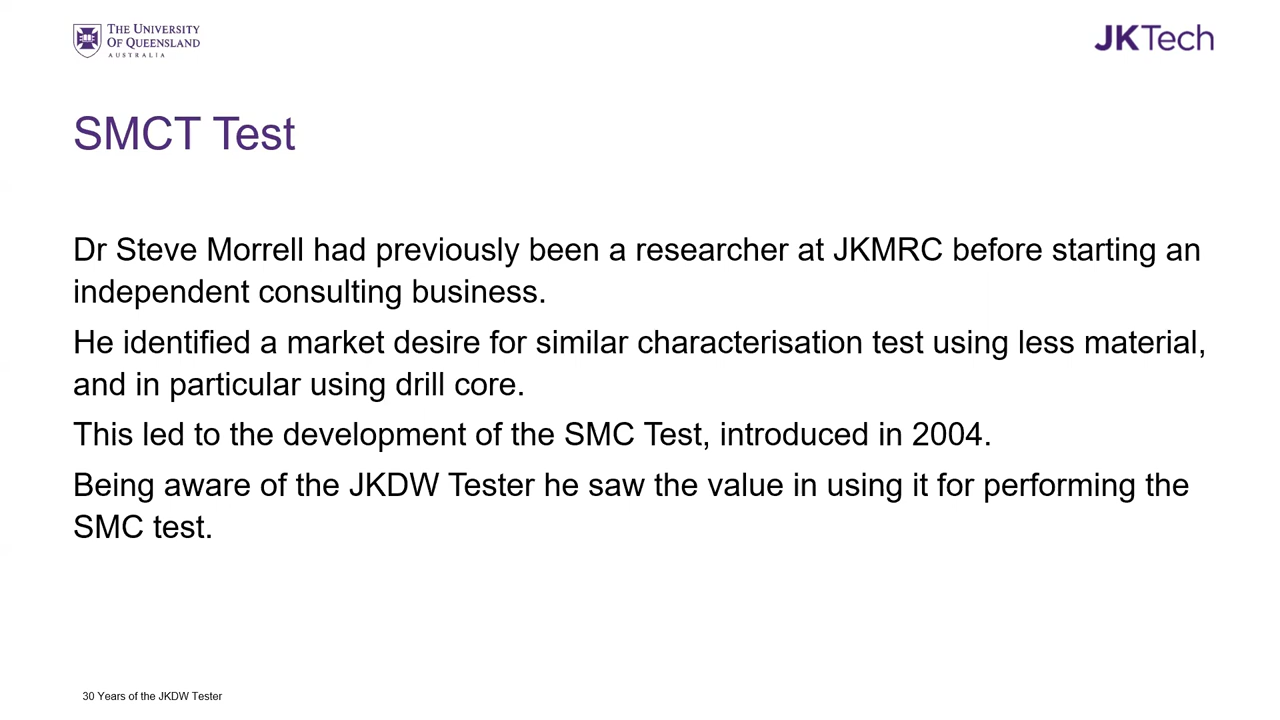 THE UNIVERSITY
OF QUEENSLAND
AUSTRALIA
JKTech
SMCT Test
Dr Steve Morrell had previously been a researcher at JKMRC before starting an
independent consulting business.
He identified a market desire for similar characterisation test using less material,
and in particular using drill core.
This led to the development of the SMC Test, introduced in 2004.
Being aware of the JKDW Tester he saw the value in using it for performing the
SMC test.
30 Years of the JKDW Tester